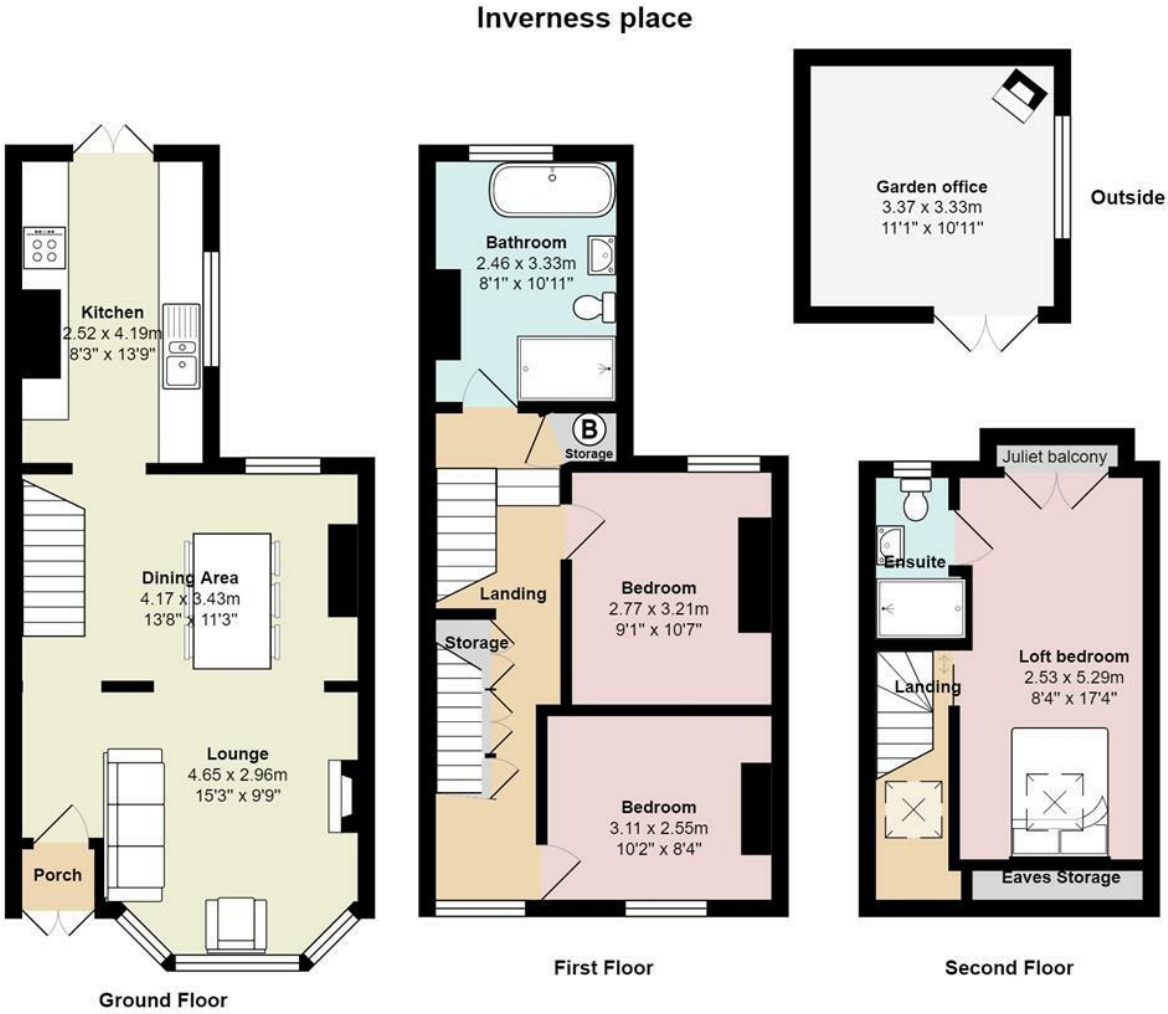 Inverness place
Garden office
3.37 x 3.33m
11'1" x 10'11"
Outside
Kitchen
2.52 x 4.19m
8'3" x 13'9"
Dining Area
4.17 x 3.43m
13'8" x 11'3"
Lounge
4.65 x 2.96m
15'3" x 9'9"
Porch
Ground Floor
Bathroom
2.46 x 3.33m
8'1" x 10'11"
B
Storage
Landing
Bedroom
2.77 x 3.21m
9'1" x 10'7"
Storage
Bedroom
3.11 x 2.55m
10'2" x 8'4"
First Floor
Juliet balcony
Ensuite
Landing
Loft bedroom
2.53 x 5.29m
8'4" x 17'4"
Eaves Storage
Second Floor